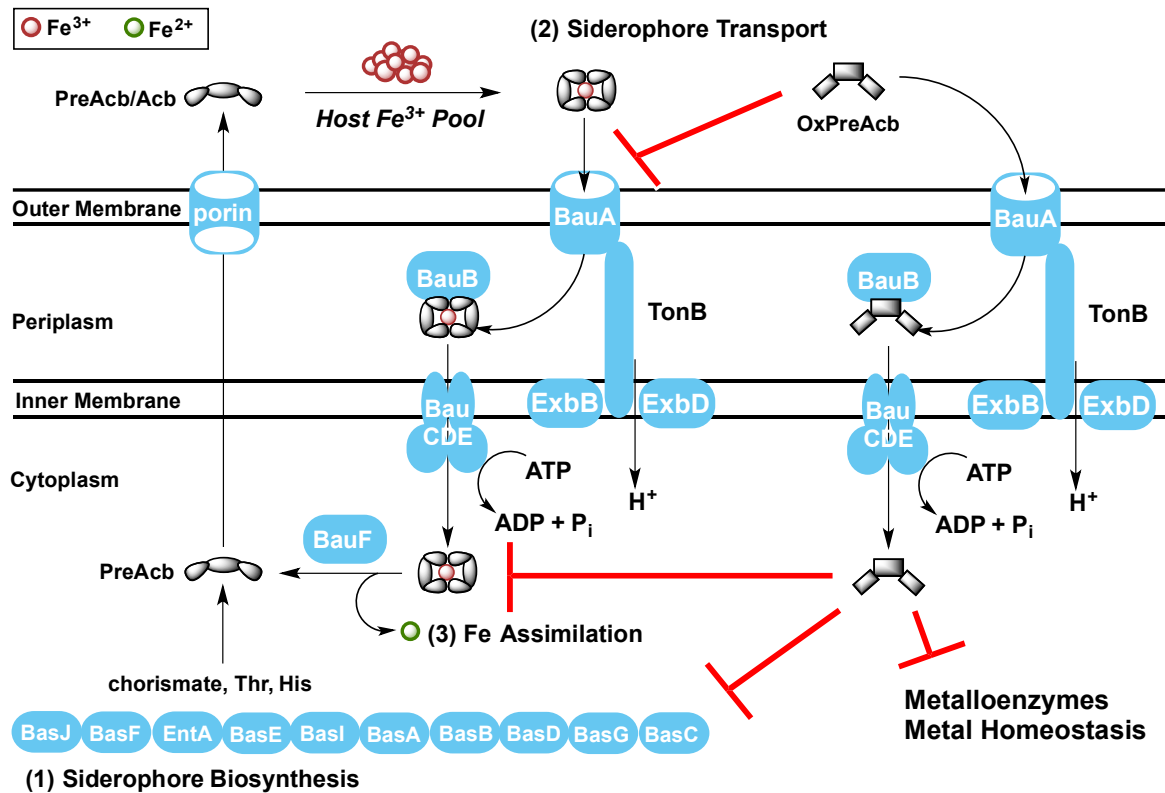 Fe3+ Fe2+
(2) Siderophore Transport
PreAcb/Acb
Host Fe3+ Pool
OxPreAcb
Outer Membrane
porin
BauA
BauA
BauB
BauB
Periplasm
TonB
TonB
Inner Membrane
Bau
CDE
ExbB
ExbD
Bau
CDE
ExbB
ExbD
Cytoplasm
ATP
ADP + Pi
H+
ATP
ADP + Pi
H+
BauF
PreAcb
(3) Fe Assimilation
chorismate, Thr, His
Metalloenzymes
Metal Homeostasis
BasJ BasF EntA BasE BasI BasA BasB BasD BasG BasC
(1) Siderophore Biosynthesis